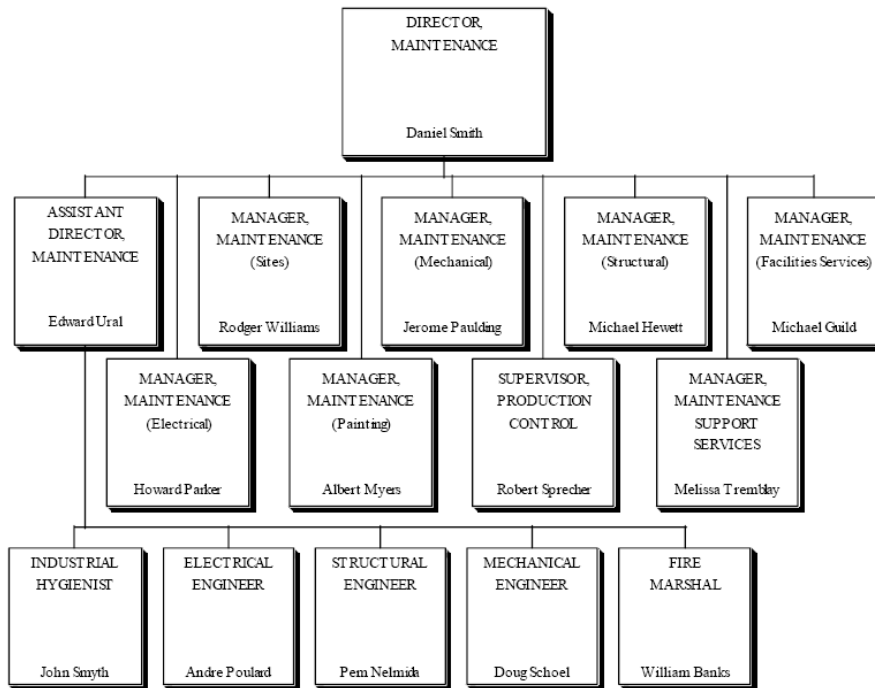 DIRECTOR,
MAINTENANCE
Daniel Smith
ASSISTANT
DIRECTOR,
MAINTENANCE
Edward Ural
MANAGER,
MAINTENANCE
(Sites)
Rodger Williams
MANAGER,
MAINTENANCE
(Mechanical)
Jerome Paulding
MANAGER,
MAINTENANCE
(Structural)
Michael Hewett
MANAGER,
MAINTENANCE
(Facilities Services)
Michael Guild
MANAGER,
MAINTENANCE
(Electrical)
Howard Parker
MANAGER,
MAINTENANCE
(Painting)
Albert Myers
SUPERVISOR,
PRODUCTION
CONTROL
Robert Sprecher
MANAGER,
MAINTENANCE
SUPPORT
SERVICES
Melissa Tremblay
INDUSTRIAL
HYGIENIST
John Smyth
ELECTRICAL
ENGINEER
Andre Poulard
STRUCTURAL
ENGINEER
Pem Nelmida
MECHANICAL
ENGINEER
Doug Schoel
FIRE
MARSHAL
William Banks